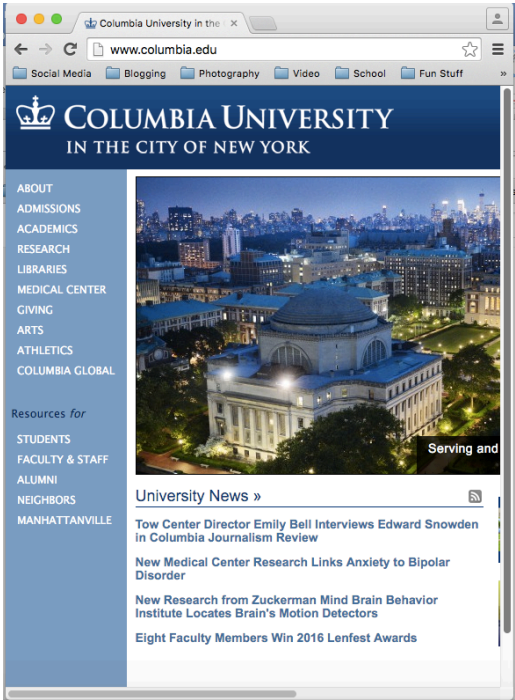 Columbia University in the
www.columbia.edu
Social Media Blogging Photography Video School Fun Stuff »
COLUMBIA UNIVERSITY
IN THE CITY OF NEW YORK
ABOUT
ADMISSIONS
ACADEMICS
RESEARCH
LIBRARIES
MEDICAL CENTER
GIVING
ARTS
ATHLETICS
COLUMBIA GLOBAL
Resources for
STUDENTS
FACULTY & STAFF
ALUMNI
NEIGHBORS
MANHATTANVILLE
Serving and
University News »
Tow Center Director Emily Bell Interviews Edward Snowden
in Columbia Journalism Review
New Medical Center Research Links Anxiety to Bipolar
Disorder
New Research from Zuckerman Mind Brain Behavior
Institute Locates Brain's Motion Detectors
Eight Faculty Members Win 2016 Lenfest Awards